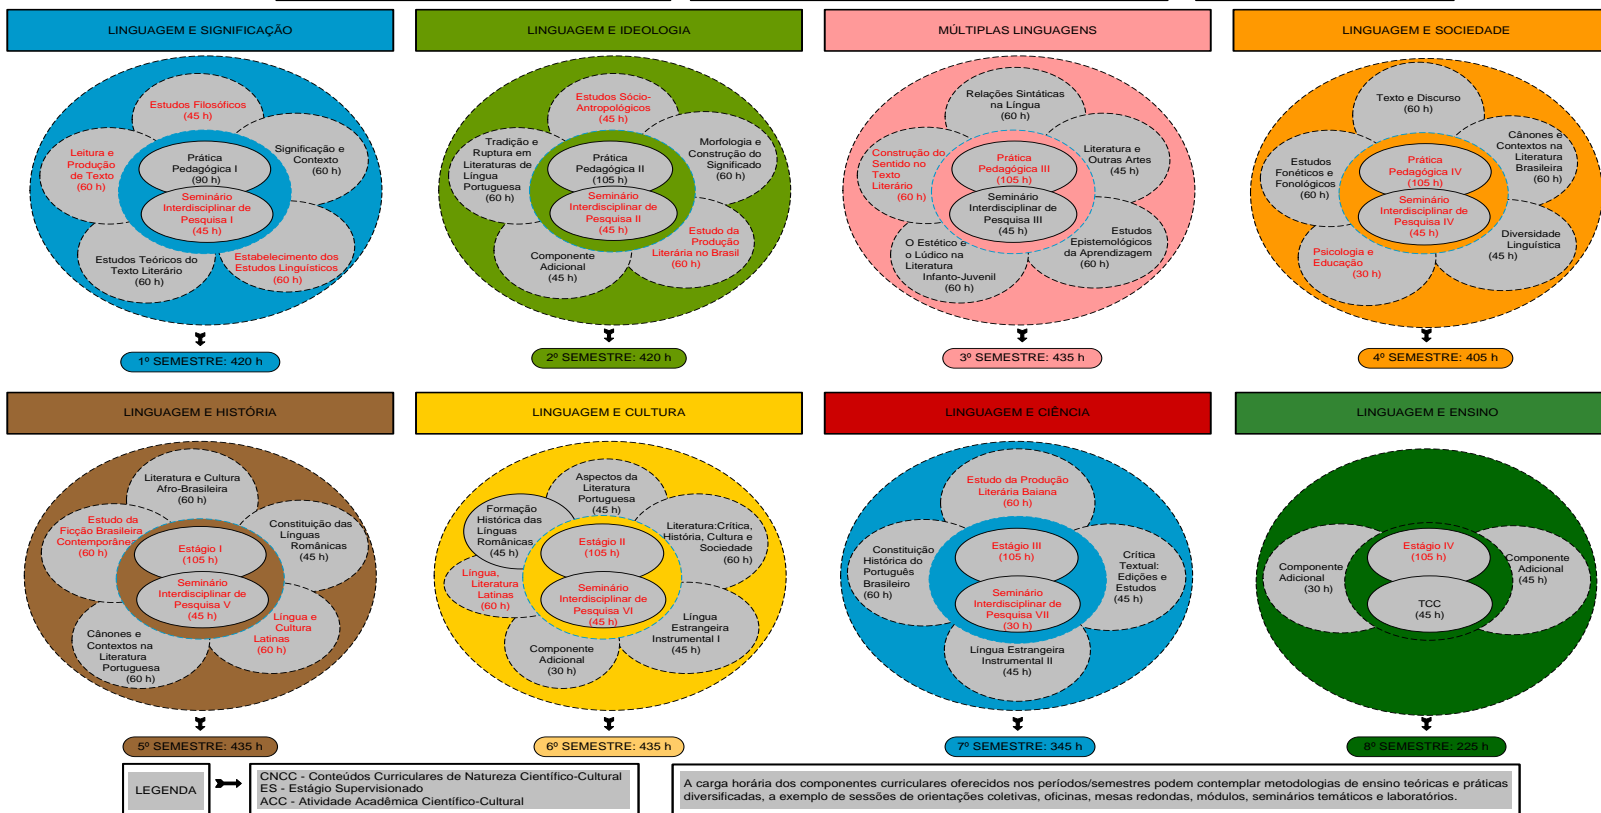 LINGUAGEM E SIGNIFICAÇÃO
Estudos Filosóficos
(45 h)
Leitura e
Produção
de Texto
(60 h)
Significação e
Contexto
(60 h)
Prática
Pedagógica I
(90 h)
Seminário
Interdisciplinar de
Pesquisa I
(45 h)
Estudos Teóricos do
Texto Literário
(60 h)
Estabelecimento dos
Estudos Linguísticos
(60 h)
1º SEMESTRE: 420 h
LINGUAGEM E IDEOLOGIA
Estudos Sócio-
Antropológicos
(45 h)
Tradição e
Ruptura em
Literaturas de
Língua
Portuguesa
(60 h)
Morfologia e
Construção do
Significado
(60 h)
Prática
Pedagógica II
(105 h)
Seminário
Interdisciplinar de
Pesquisa II
(45 h)
Componente
Adicional
(45 h)
Estudo da
Produção
Literária no Brasil
(60 h)
2º SEMESTRE: 420 h
MÚLTIPLAS LINGUAGENS
Relações Sintáticas
na Língua
(60 h)
Construção do
Sentido no
Texto
Literário
(60 h)
Literatura e
Outras Artes
(45 h)
Prática
Pedagógica III
(105 h)
Seminário
Interdisciplinar de
Pesquisa III
(45 h)
O Estético e
o Lúdico na
Literatura
Infanto-Juvenil
(60 h)
Estudos
Epistemológicos
da Aprendizagem
(60 h)
3º SEMESTRE: 435 h
LINGUAGEM E SOCIEDADE
Texto e Discurso
(60 h)
Estudos
Fonéticos e
Fonológicos
(60 h)
Cânones e
Contextos na
Literatura
Brasileira
(60 h)
Prática
Pedagógica IV
(105 h)
Seminário
Interdisciplinar de
Pesquisa IV
(45 h)
Psicologia e
Educação
(30 h)
Diversidade
Linguística
(45 h)
4º SEMESTRE: 405 h
LINGUAGEM E HISTÓRIA
Literatura e Cultura
Afro-Brasileira
(60 h)
Estudo da
Ficção Brasileira
Contemporânea
(60 h)
Constituição das
Línguas
Românicas
(45 h)
Estágio I
(105 h)
Seminário
Interdisciplinar de
Pesquisa V
(45 h)
Cânones e
Contextos na
Literatura
Portuguesa
(60 h)
Língua e
Cultura
Latinas
(60 h)
5º SEMESTRE: 435 h
LINGUAGEM E CULTURA
Aspectos da
Literatura
Portuguesa
(45 h)
Formação
Histórica das
Línguas
Românicas
(45 h)
Literatura:Crítica,
História, Cultura e
Sociedade
(60 h)
Estágio II
(105 h)
Língua,
Literatura
Latinas
(60 h)
Seminário
Interdisciplinar de
Pesquisa VI
(45 h)
Língua
Estrangeira
Instrumental I
(45 h)
Componente
Adicional
(30 h)
6º SEMESTRE: 435 h
LINGUAGEM E CIÊNCIA
Estudo da Produção
Literária Baiana
(60 h)
Constituição
Histórica do
Português
Brasileiro
(60 h)
Estágio III
(105 h)
Crítica
Textual:
Edições e
Estudos
(45 h)
Seminário
Interdisciplinar de
Pesquisa VII
(30 h)
Língua Estrangeira
Instrumental II
(45 h)
7º SEMESTRE: 345 h
LINGUAGEM E ENSINO
Estágio IV
(105 h)
Componente
Adicional
(30 h)
Componente
Adicional
(45 h)
TCC
(45 h)
8º SEMESTRE: 225 h
LEGENDA
CNCC - Conteúdos Curriculares de Natureza Científico-Cultural
ES - Estágio Supervisionado
ACC - Atividade Acadêmica Científico-Cultural
A carga horária dos componentes curriculares oferecidos nos períodos/semestres podem contemplar metodologias de ensino teóricas e práticas
diversificadas, a exemplo de sessões de orientações coletivas, oficinas, mesas redondas, módulos, seminários temáticos e laboratórios.